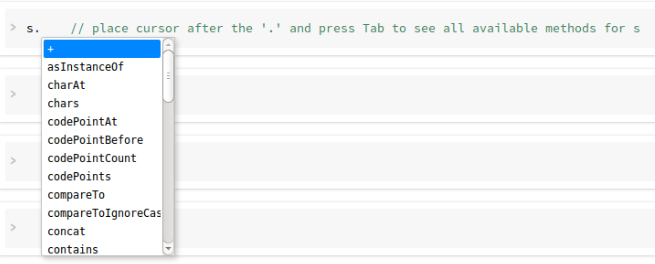 > s.    // place cursor after the '.' and press Tab to see all available methods for s
+
asInstanceOf
charAt
chars
codePointAt
codePointBefore
codePointCount
codePoints
compareTo
compareToIgnoreCas
concat
contains
>
>
>